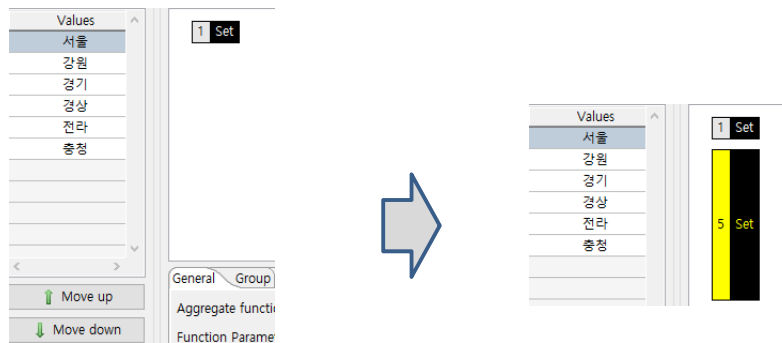 Values
서울
강원
경기
경상
전라
충청
Move up
Move down
1 Set
General Group
Aggregate functi
Function Parame
Values
서울
강원
경기
경상
전라
충청
1 Set
5 Set